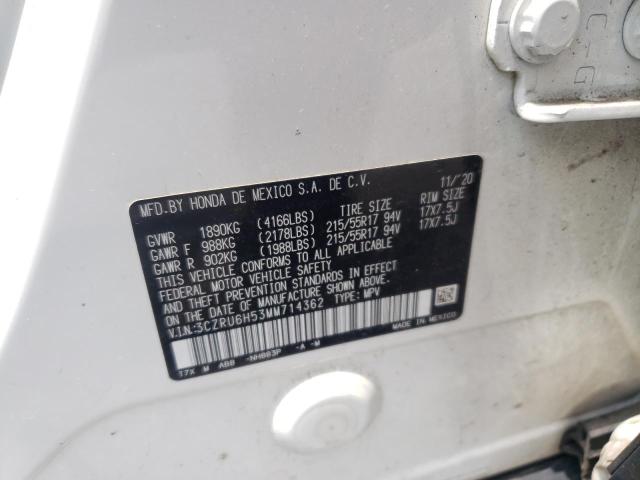 MFD.BY HONDA DE MEXICO S.A. DE C.V. 11/'20
TIRE SIZE RIM SIZE
GVWR 1890KG (4166LBS)
GAWR F 988KG (2178LBS) 215/55R17 94V 17X7.5J
GAWR R 902KG (1988LBS) 215/55R17 94V 17X7.5J
THIS VEHICLE CONFORMS TO ALL APPLICABLE
FEDERAL MOTOR VEHICLE SAFETY
AND THEFT PREVENTION STANDARDS IN EFFECT
ON THE DATE OF MANUFACTURE SHOWN ABOVE.
V.I.N:3CZRU6H53MM714362 TYPE: MPV
MADE IN MEXICO
T7X M ABB -NH883P -A -M